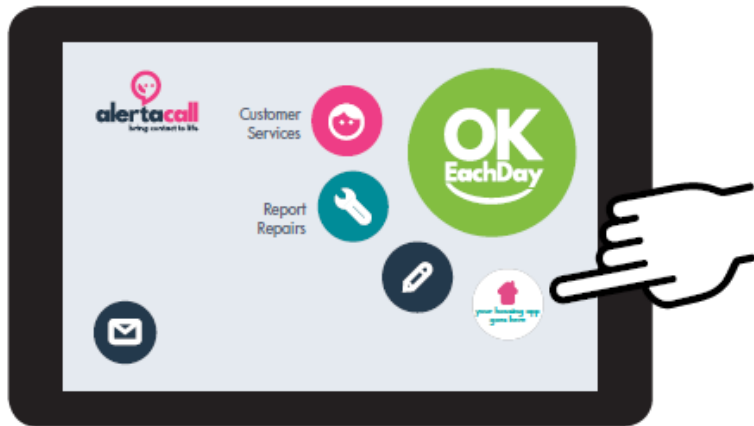 alertacall
bring contact to life
Customer
Services
OK
EachDay
Report
Repairs
your housing app
goes here